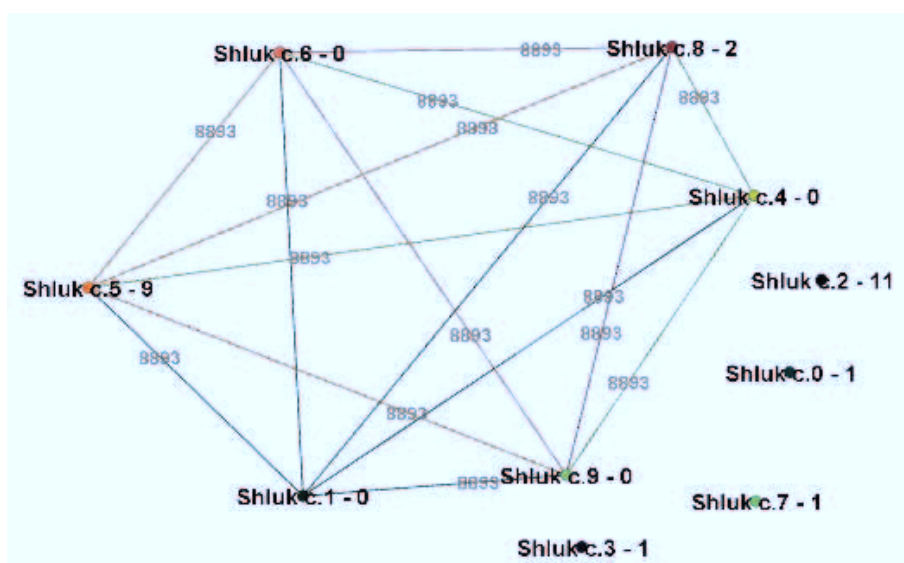 Shluk c.6 - 0
8893
Shluk c.8 - 2
8893
8893
8893
8893
8893
8893
Shluk c.4 - 0
8893
Shluk c.2 - 11
Shluk c.5 - 9
8893
8893
8893
8893
Shluk c.0 - 1
8893
8893
8893
Shluk c.9 - 0
8893
Shluk c.1 - 0
Shluk c.7 - 1
Shluk c.3 - 1